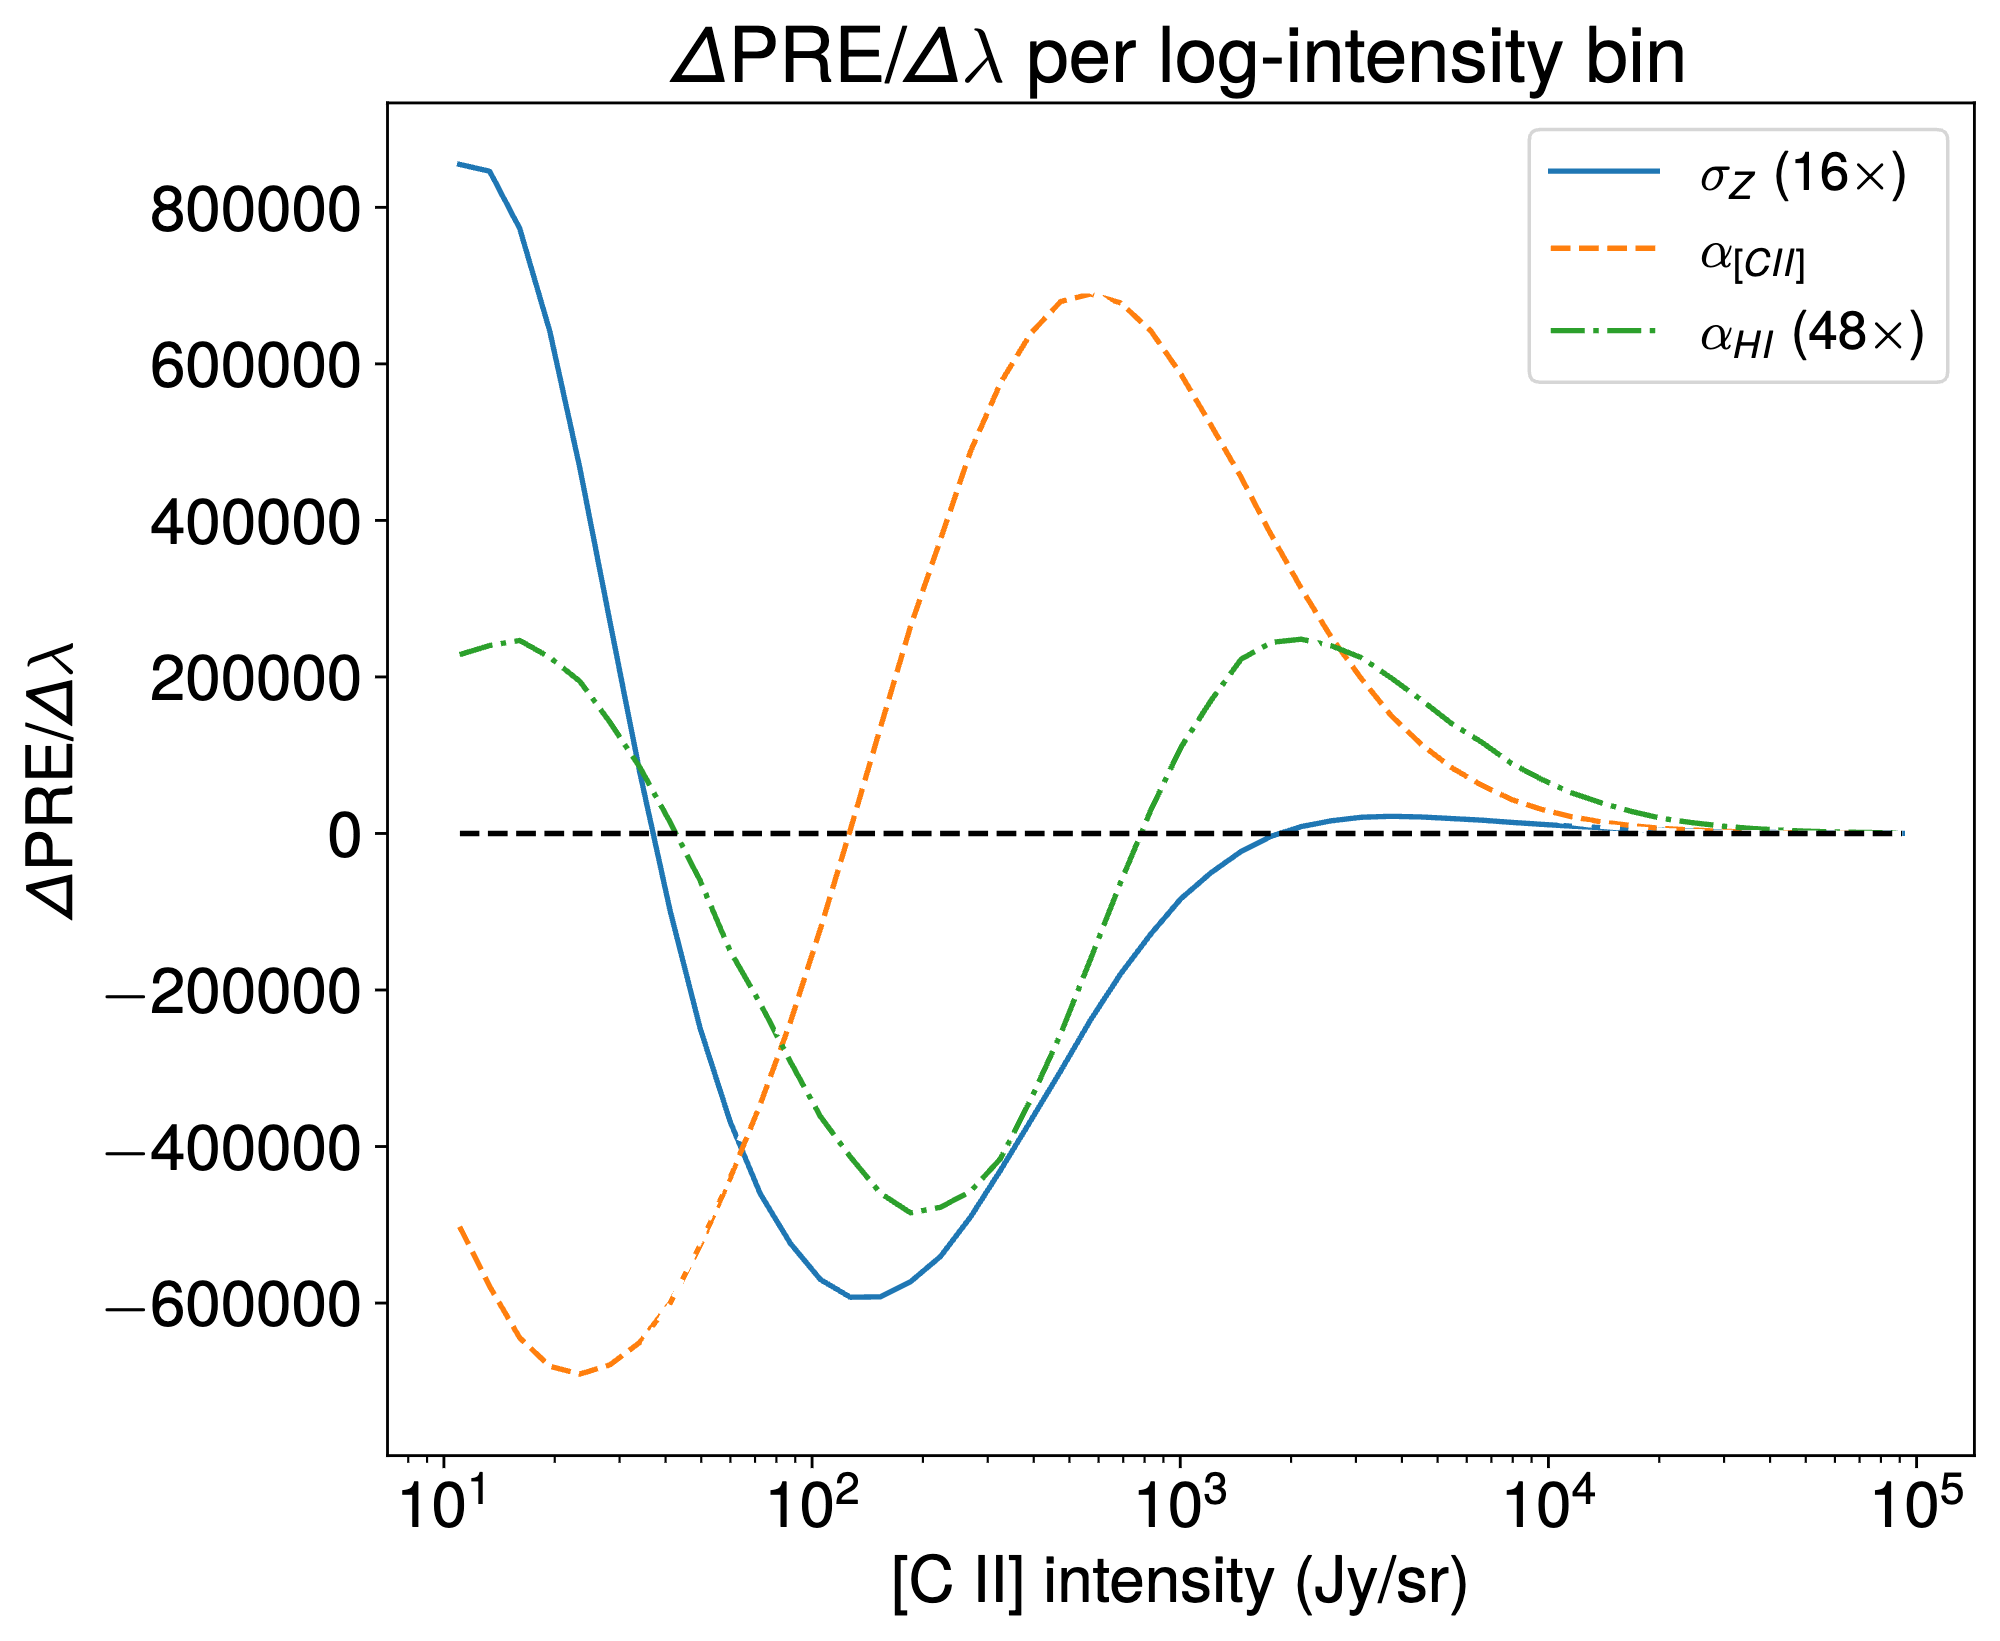 ΔPRE/Δλ per log-intensity bin
σ_Z (16×)
α_[CII]
α_HI (48×)
800000
600000
400000
200000
0
−200000
−400000
−600000
ΔPRE/Δλ
10¹ 10² 10³ 10⁴ 10⁵
[C II] intensity (Jy/sr)